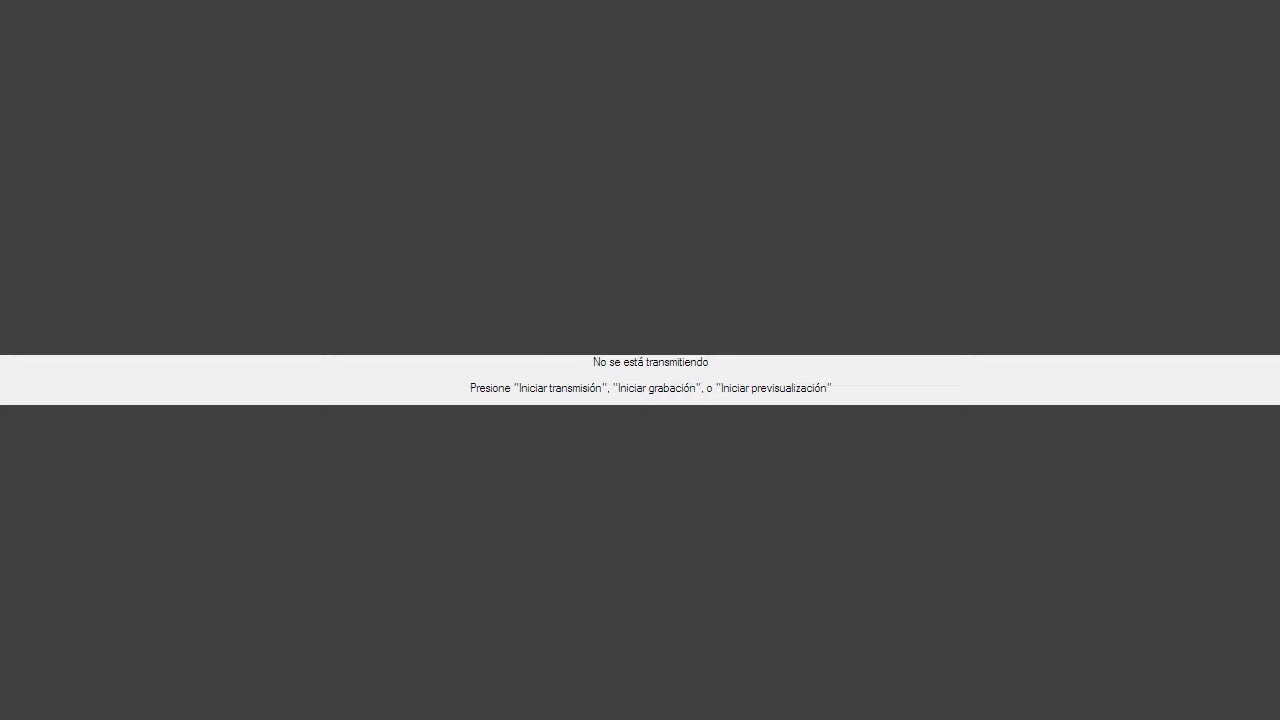 No se está transmitiendo
Presione "Iniciar transmisión", "Iniciar grabación", o "Iniciar previsualización"